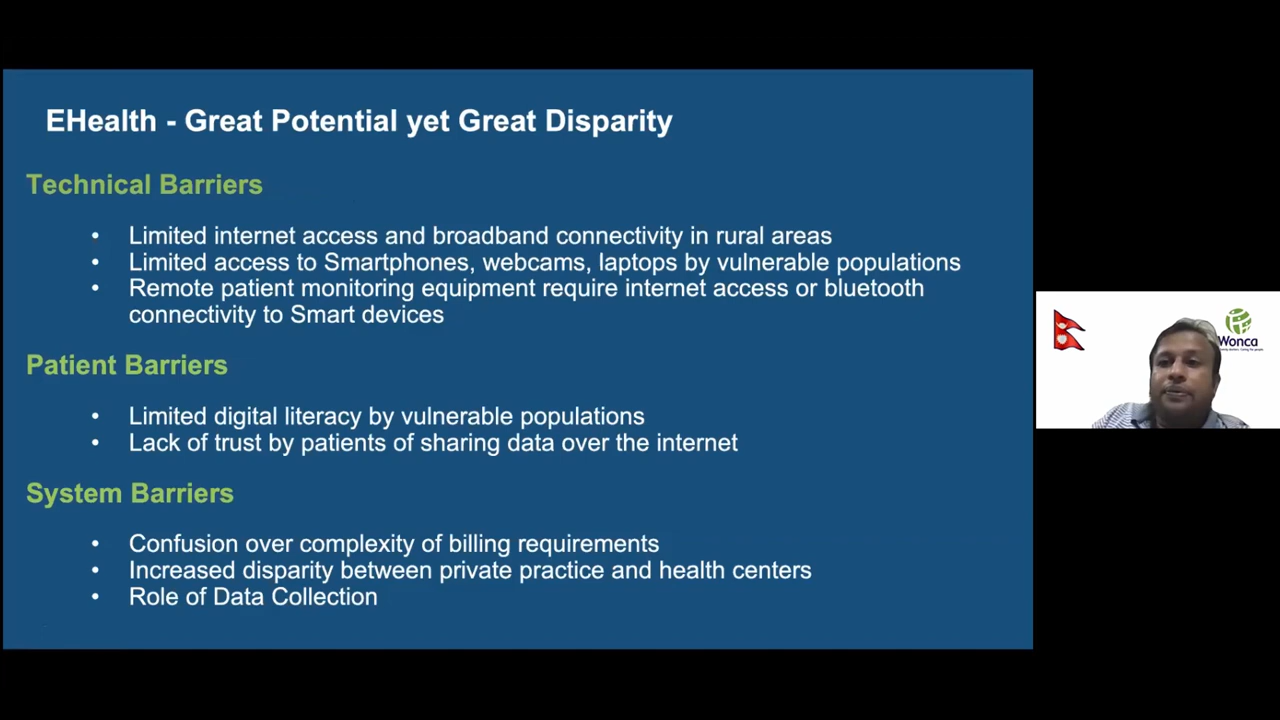 EHealth - Great Potential yet Great Disparity
Technical Barriers
• Limited internet access and broadband connectivity in rural areas
• Limited access to Smartphones, webcams, laptops by vulnerable populations
• Remote patient monitoring equipment require internet access or bluetooth
connectivity to Smart devices
Patient Barriers
• Limited digital literacy by vulnerable populations
• Lack of trust by patients of sharing data over the internet
System Barriers
• Confusion over complexity of billing requirements
• Increased disparity between private practice and health centers
• Role of Data Collection
Wonca